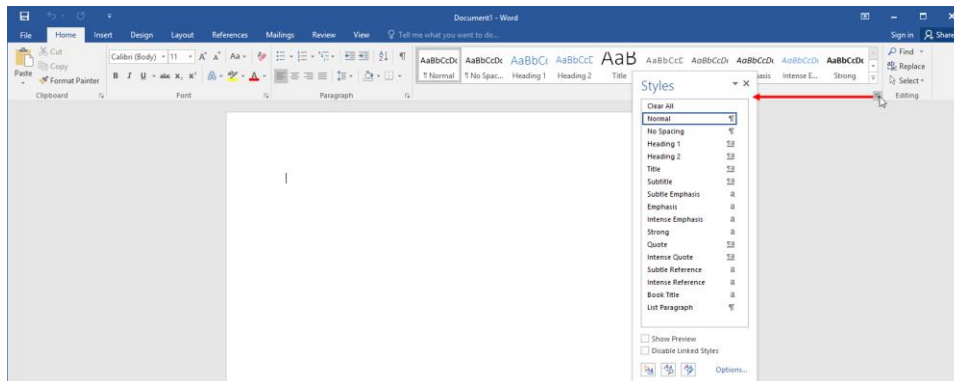 Document1 - Word
File Home Insert Design Layout References Mailings Review View Tell me what you want to do... Sign in Share
Paste
Cut
Copy
Format Painter
Clipboard
Calibri (Body) 11 A A Aa
B I U abc X₂ X² A A
Font
Paragraph
AaBbCcDc AaBbCcDc AaBbCc AaBbCcE AaB AaBbCcC AaBbCcDc AaBbCcDc AaBbCcDc AaBbCcDc
¶ Normal ¶ No Spac... Heading 1 Heading 2 Title Intense E... Strong
Find
Replace
Select
Editing
Styles
Clear All
Normal ¶
No Spacing ¶
Heading 1 ¶a
Heading 2 ¶a
Title ¶a
Subtitle ¶a
Subtle Emphasis a
Emphasis a
Intense Emphasis a
Strong a
Quote ¶a
Intense Quote ¶a
Subtle Reference a
Intense Reference a
Book Title a
List Paragraph ¶
Show Preview
Disable Linked Styles
Options...